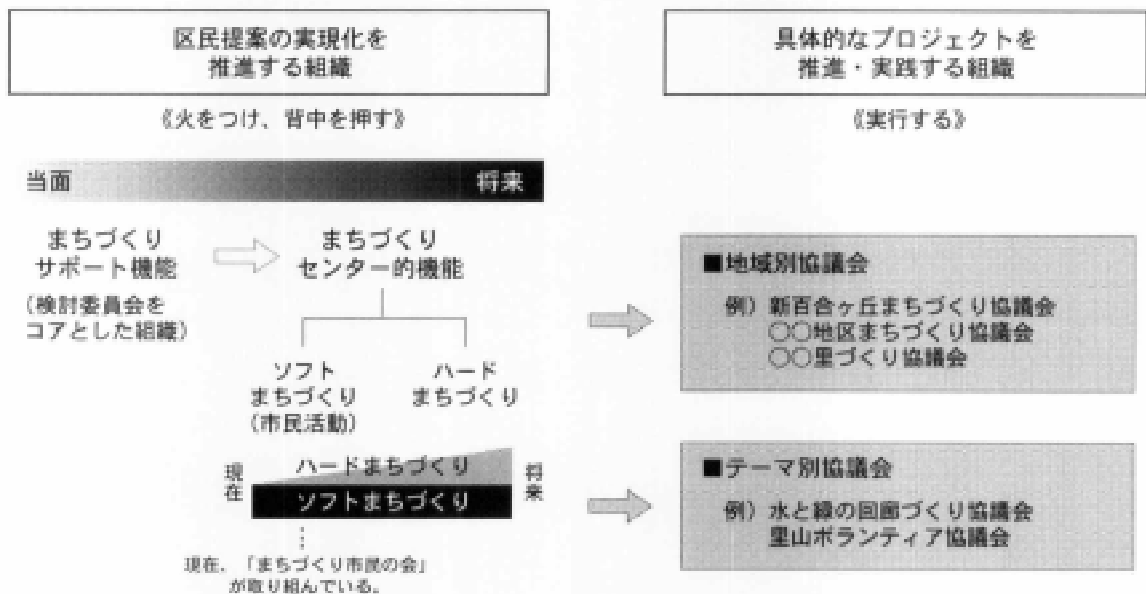 区民提案の実現化を
推進する組織
《火をつけ、背中を押す》
当面
将来
まちづくり
サポート機能
(検討委員会を
コアとした組織)
まちづくり
センター的機能
ソフト
まちづくり
(市民活動)
ハード
まちづくり
現在
ハードまちづくり
ソフトまちづくり
将来
現在、「まちづくり市民の会」
が取り組んでいる。
具体的なプロジェクトを
推進・実践する組織
《実行する》
■地域別協議会
例）新百合ヶ丘まちづくり協議会
○○地区まちづくり協議会
○○里づくり協議会
■テーマ別協議会
例）水と緑の回廊づくり協議会
里山ボランティア協議会